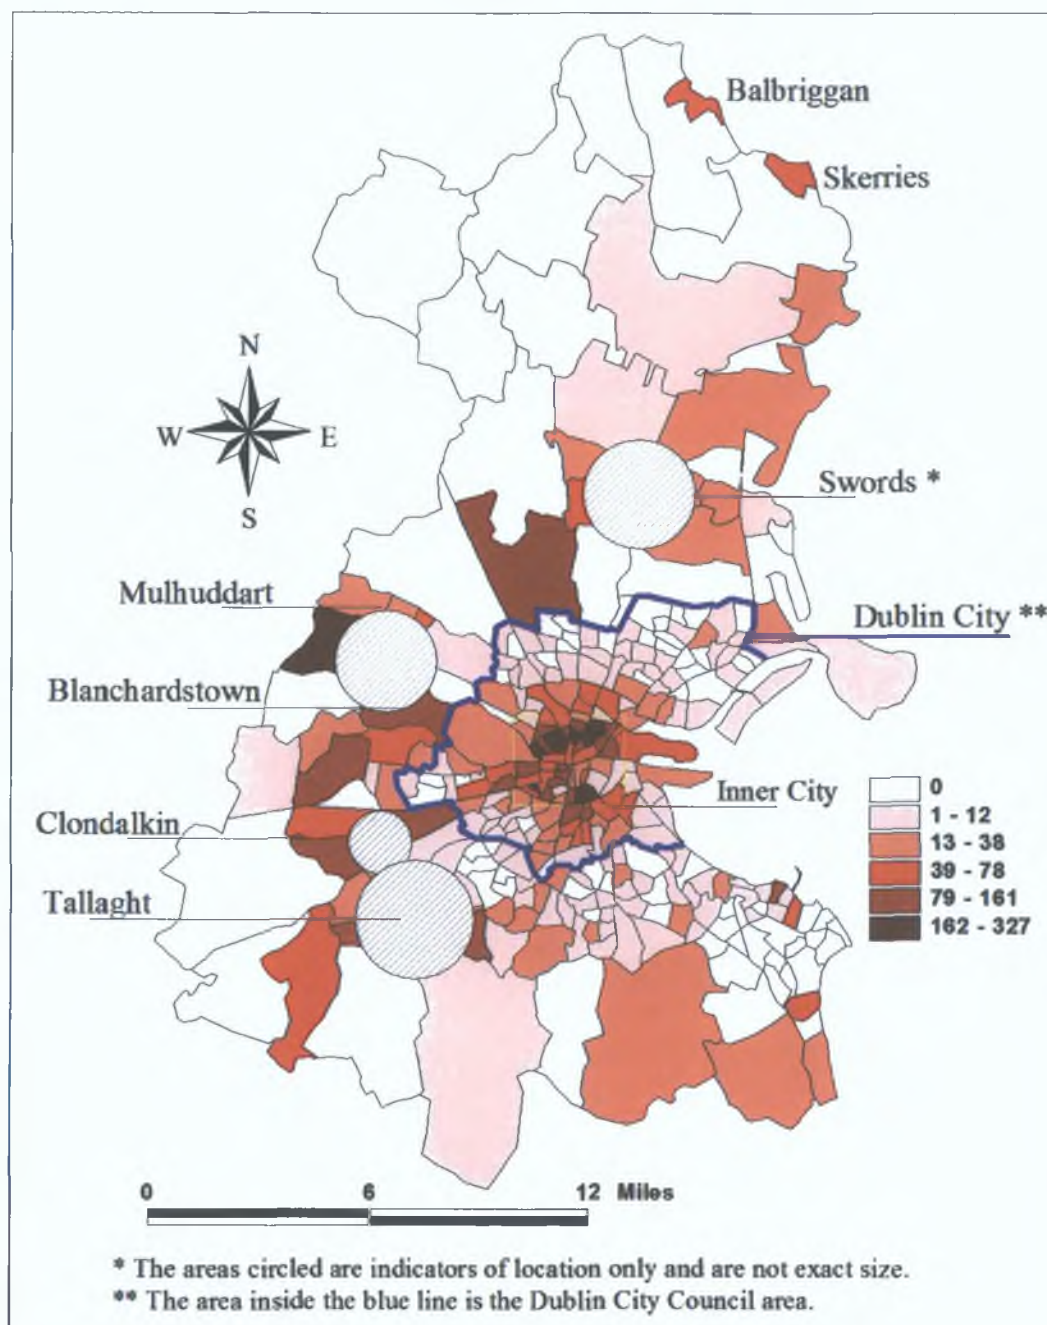 Balbriggan
Skerries
N
W E
S
Swords *
Mulhuddart
Dublin City **
Blanchardstown
Inner City
0
1 - 12
13 - 38
39 - 78
79 - 161
162 - 327
Clondalkin
Tallaght
0 6 12 Miles
* The areas circled are indicators of location only and are not exact size.
** The area inside the blue line is the Dublin City Council area.